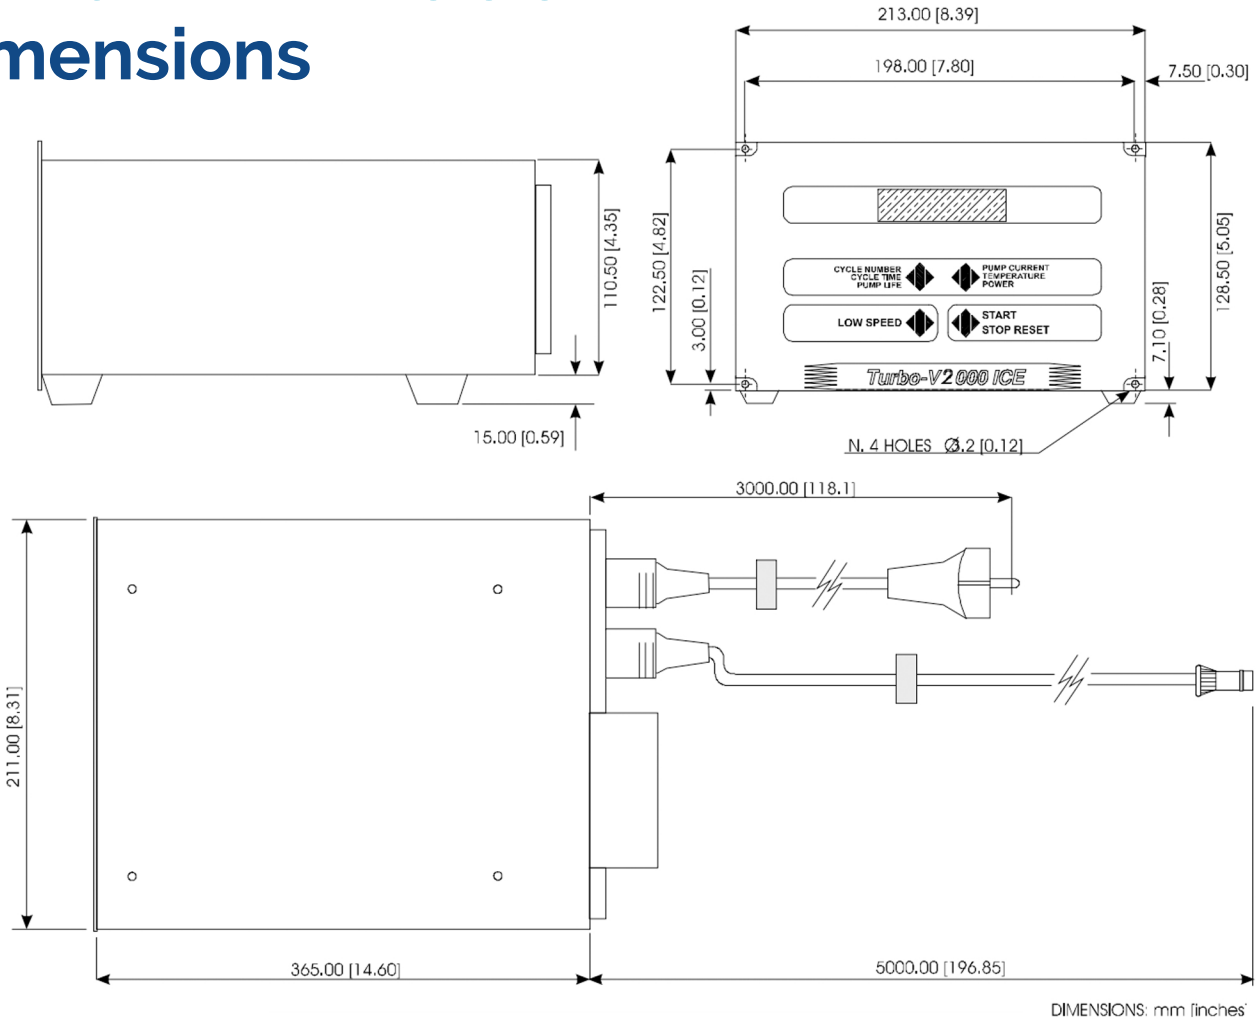 mensions
213.00 [8.39]
198.00 [7.80]
7.50 [0.30]
110.50 [4.35]
15.00 [0.59]
122.50 [4.82]
3.00 [0.12]
128.50 [5.05]
7.10 [0.28]
CYCLE NUMBER
CYCLE TIME
PUMP LIFE
PUMP CURRENT
TEMPERATURE
POWER
LOW SPEED
START
STOP RESET
Turbo-V2000 ICE
N. 4 HOLES Ø3.2 [0.12]
3000.00 [118.1]
211.00 [8.31]
365.00 [14.60]
5000.00 [196.85]
DIMENSIONS: mm [inches]